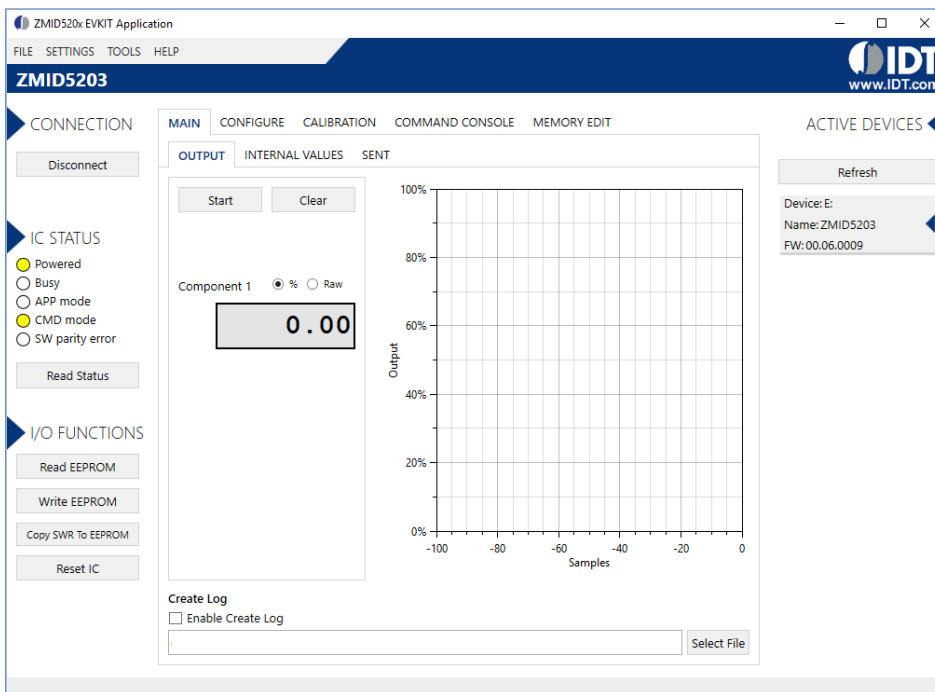 ZMID520x EVKIT Application
FILE SETTINGS TOOLS HELP
IDT
ZMID5203
www.IDT.com
CONNECTION
Disconnect
IC STATUS
Powered
Busy
APP mode
CMD mode
SW parity error
Read Status
I/O FUNCTIONS
Read EEPROM
Write EEPROM
Copy SWR To EEPROM
Reset IC
MAIN CONFIGURE CALIBRATION COMMAND CONSOLE MEMORY EDIT
OUTPUT INTERNAL VALUES SENT
Start Clear
Component 1 % Raw
0.00
100%
80%
60%
40%
20%
0%
Output
-100 -80 -60 -40 -20 0
Samples
Create Log
Enable Create Log
Select File
ACTIVE DEVICES
Refresh
Device: E:
Name: ZMID5203
FW: 00.06.0009